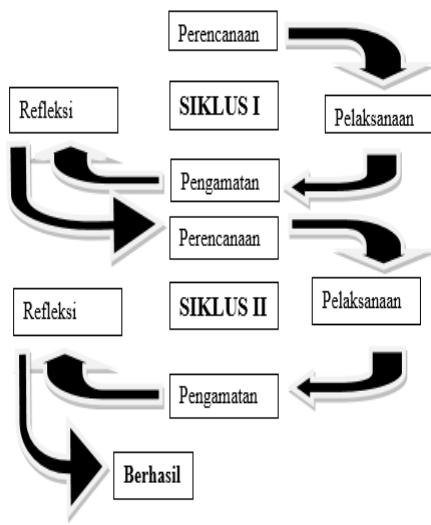 Perencanaan
SIKLUS I
Refleksi
Pelaksanaan
Pengamatan
Perencanaan
SIKLUS II
Refleksi
Pelaksanaan
Pengamatan
Berhasil